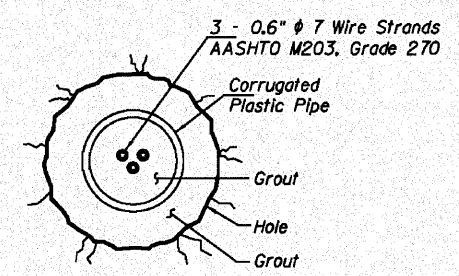 3 - 0.6" ϕ 7 Wire Strands
AASHTO M203, Grade 270
Corrugated
Plastic Pipe
Grout
Hole
Grout